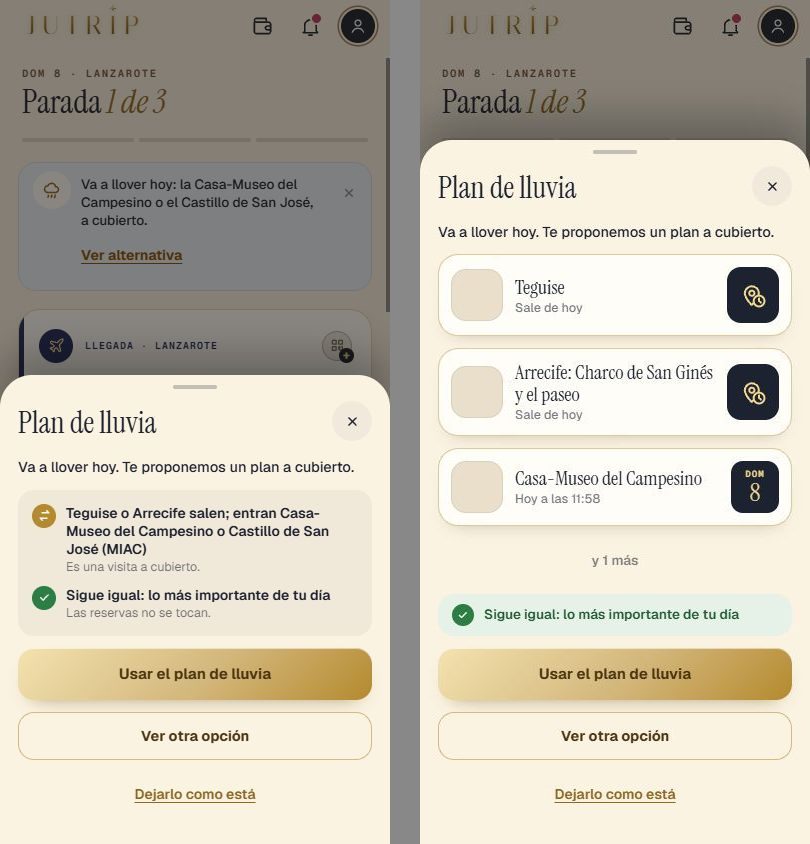 JUTRIP
DOM 8 · LANZAROTE
Parada 1 de 3
Va a llover hoy: la Casa-Museo del
Campesino o el Castillo de San José,
a cubierto.
Ver alternativa
LLEGADA · LANZAROTE
Plan de lluvia
Va a llover hoy. Te proponemos un plan a cubierto.
Teguise o Arrecife salen; entran Casa-
Museo del Campesino o Castillo de San
José (MIAC)
Es una visita a cubierto.
Sigue igual: lo más importante de tu día
Las reservas no se tocan.
Usar el plan de lluvia
Ver otra opción
Dejarlo como está
JUTRIP
DOM 8 · LANZAROTE
Parada 1 de 3
Plan de lluvia
Va a llover hoy. Te proponemos un plan a cubierto.
Teguise
Sale de hoy
Arrecife: Charco de San Ginés
y el paseo
Sale de hoy
Casa-Museo del Campesino
Hoy a las 11:58
DOM
8
y 1 más
Sigue igual: lo más importante de tu día
Usar el plan de lluvia
Ver otra opción
Dejarlo como está